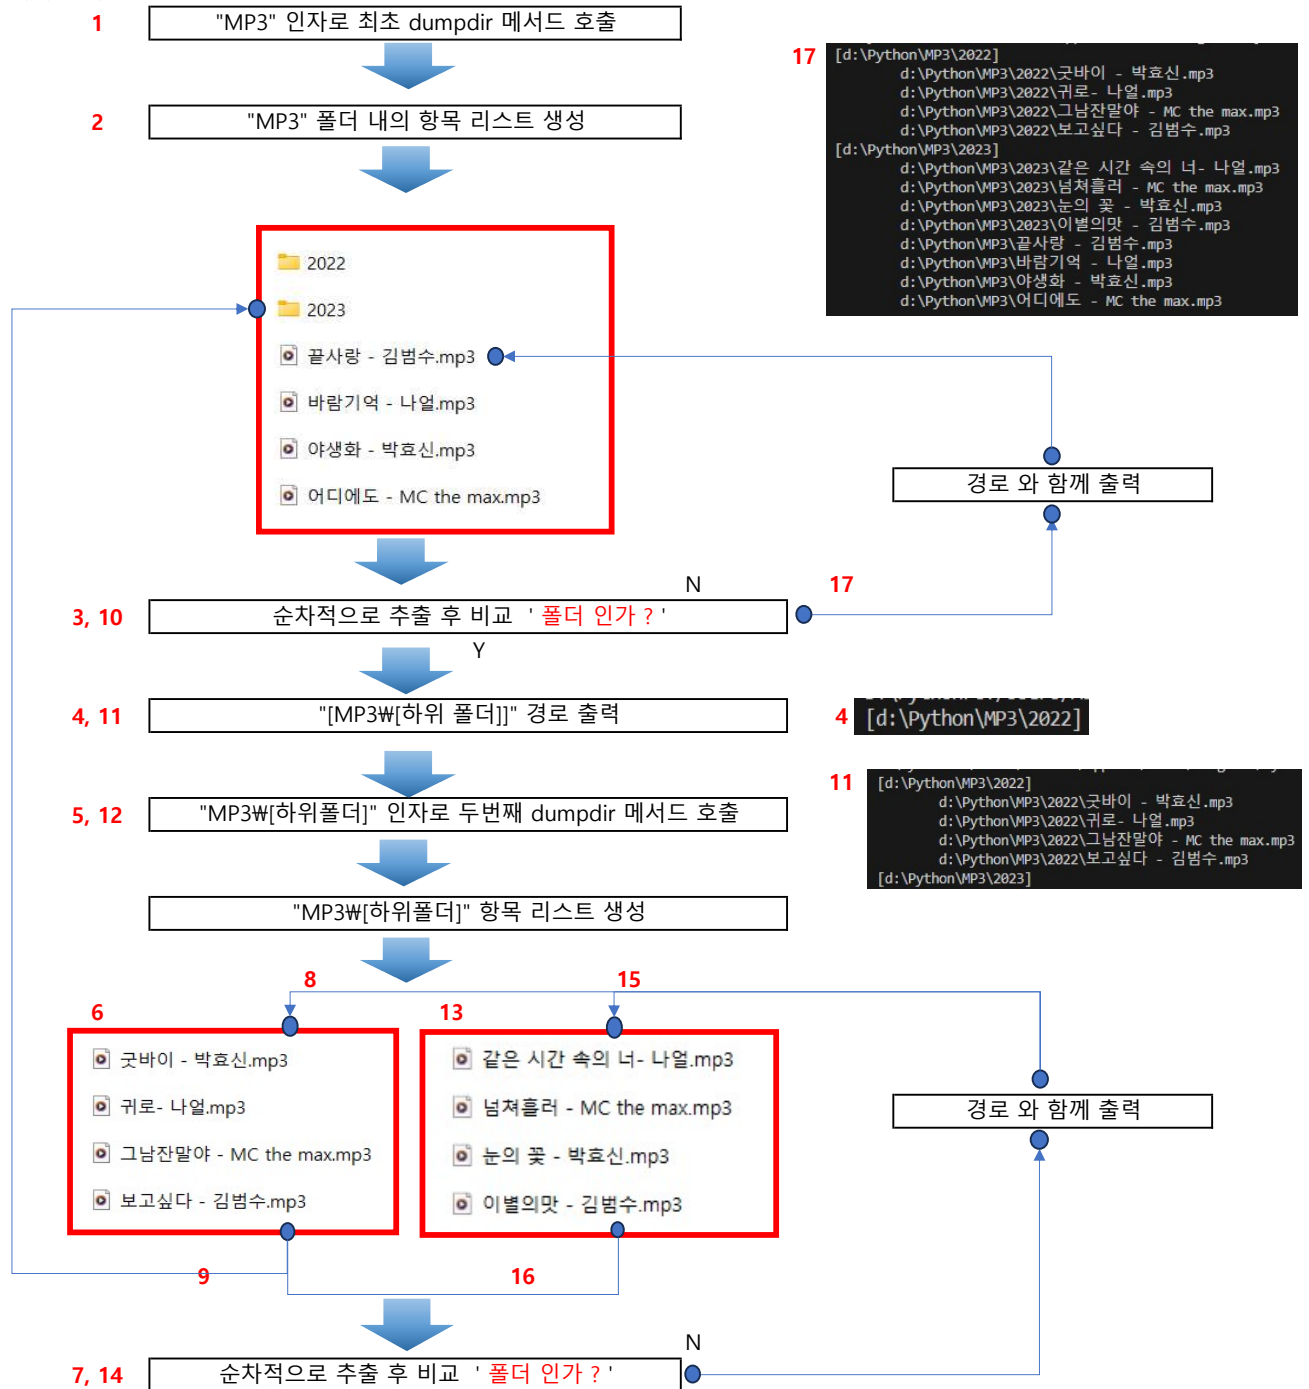 1
"MP3" 인자로 최초 dumpdir 메서드 호출
2
"MP3" 폴더 내의 항목 리스트 생성
17
[d:\Python\MP3\2022]
d:\Python\MP3\2022\굿바이 - 박효신.mp3
d:\Python\MP3\2022\귀로- 나얼.mp3
d:\Python\MP3\2022\그남잔말야 - MC the max.mp3
d:\Python\MP3\2022\보고싶다 - 김범수.mp3
[d:\Python\MP3\2023]
d:\Python\MP3\2023\같은 시간 속의 너- 나얼.mp3
d:\Python\MP3\2023\넘쳐흘러 - MC the max.mp3
d:\Python\MP3\2023\눈의 꽃 - 박효신.mp3
d:\Python\MP3\2023\이별의맛 - 김범수.mp3
d:\Python\MP3\끝사랑 - 김범수.mp3
d:\Python\MP3\바람기억 - 나얼.mp3
d:\Python\MP3\야생화 - 박효신.mp3
d:\Python\MP3\어디에도 - MC the max.mp3
2022
2023
끝사랑 - 김범수.mp3
바람기억 - 나얼.mp3
야생화 - 박효신.mp3
어디에도 - MC the max.mp3
경로 와 함께 출력
N
17
3, 10
순차적으로 추출 후 비교 ' 폴더 인가 ? '
Y
4, 11
"[MP3₩[하위 폴더]]" 경로 출력
4
[d:\Python\MP3\2022]
5, 12
"MP3₩[하위폴더]" 인자로 두번째 dumpdir 메서드 호출
11
[d:\Python\MP3\2022]
d:\Python\MP3\2022\굿바이 - 박효신.mp3
d:\Python\MP3\2022\귀로- 나얼.mp3
d:\Python\MP3\2022\그남잔말야 - MC the max.mp3
d:\Python\MP3\2022\보고싶다 - 김범수.mp3
[d:\Python\MP3\2023]
"MP3₩[하위폴더]" 항목 리스트 생성
8
15
6
13
굿바이 - 박효신.mp3
귀로- 나얼.mp3
그남잔말야 - MC the max.mp3
보고싶다 - 김범수.mp3
같은 시간 속의 너- 나얼.mp3
넘쳐흘러 - MC the max.mp3
눈의 꽃 - 박효신.mp3
이별의맛 - 김범수.mp3
경로 와 함께 출력
9
16
N
7, 14
순차적으로 추출 후 비교 ' 폴더 인가 ? '